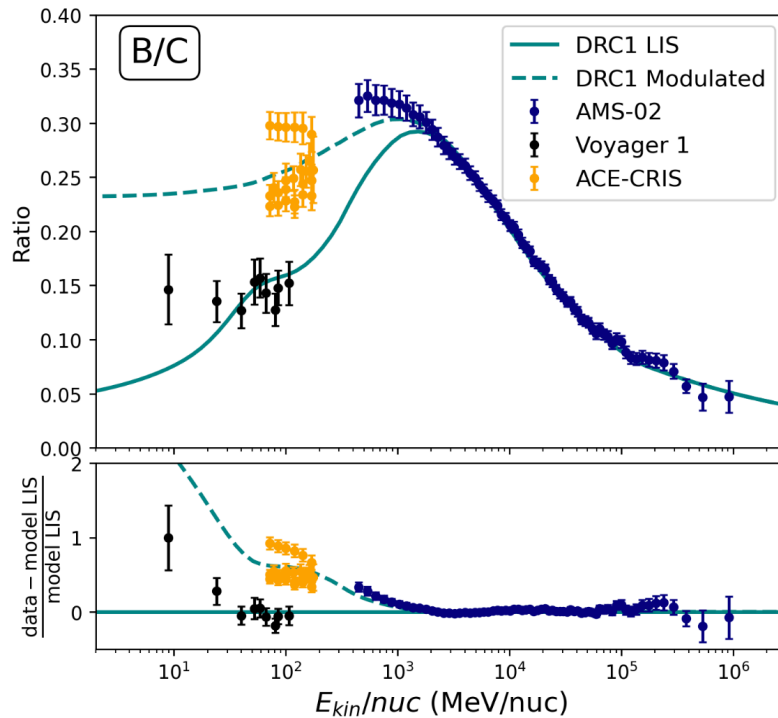 B/C
DRC1 LIS
DRC1 Modulated
AMS-02
Voyager 1
ACE-CRIS
Ratio
0.40
0.35
0.30
0.25
0.20
0.15
0.10
0.05
0.00
data − model LIS
model LIS
2
1
0
10¹
10²
10³
10⁴
10⁵
10⁶
E_kin/nuc (MeV/nuc)